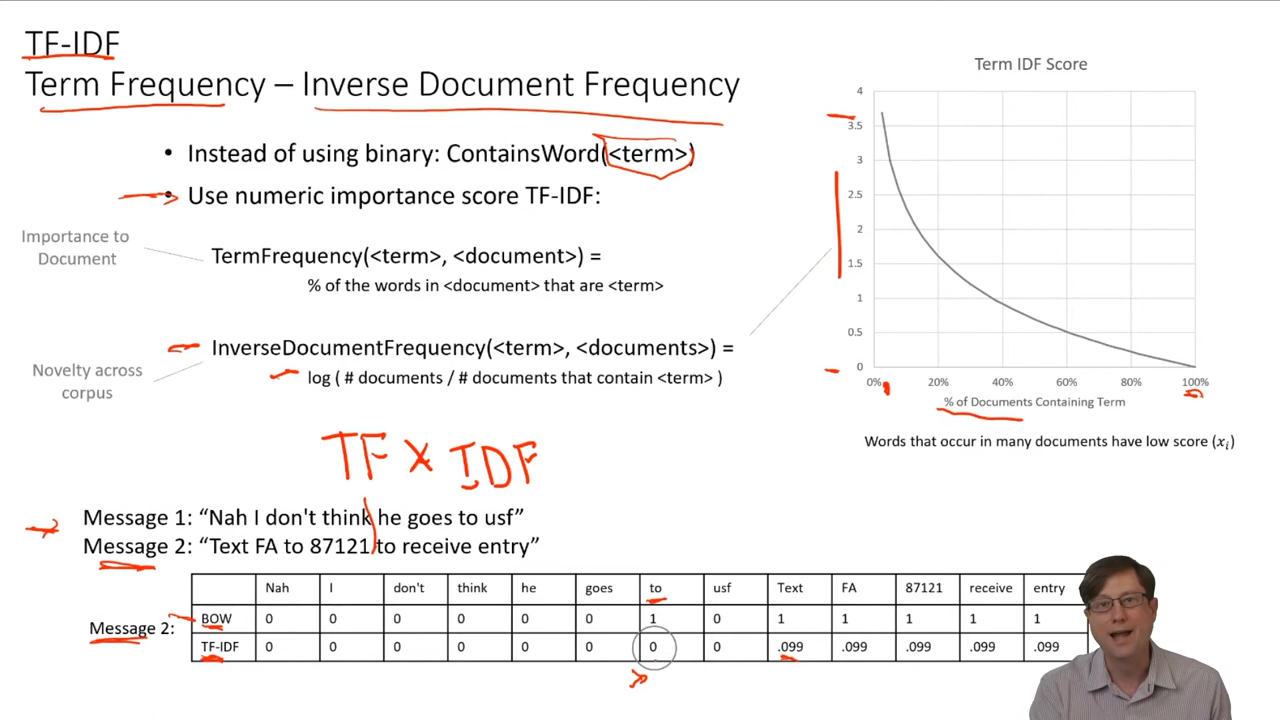 TF-IDF
Term Frequency – Inverse Document Frequency
• Instead of using binary: ContainsWord(<term>)
• Use numeric importance score TF-IDF:
Importance to
Document
TermFrequency(<term>, <document>) =
% of the words in <document> that are <term>
InverseDocumentFrequency(<term>, <documents>) =
log ( # documents / # documents that contain <term> )
Novelty across
corpus
TF x IDF
Term IDF Score
4
3.5
3
2.5
2
1.5
1
0.5
0
0% 20% 40% 60% 80% 100%
% of Documents Containing Term
Words that occur in many documents have low score (xᵢ)
Message 1: “Nah I don't think he goes to usf”
Message 2: “Text FA to 87121 to receive entry”
Message 2:
Nah I don't think he goes to usf Text FA 87121 receive entry
BOW 0 0 0 0 0 0 1 0 1 1 1 1 1
TF-IDF 0 0 0 0 0 0 0 0 .099 .099 .099 .099 .099